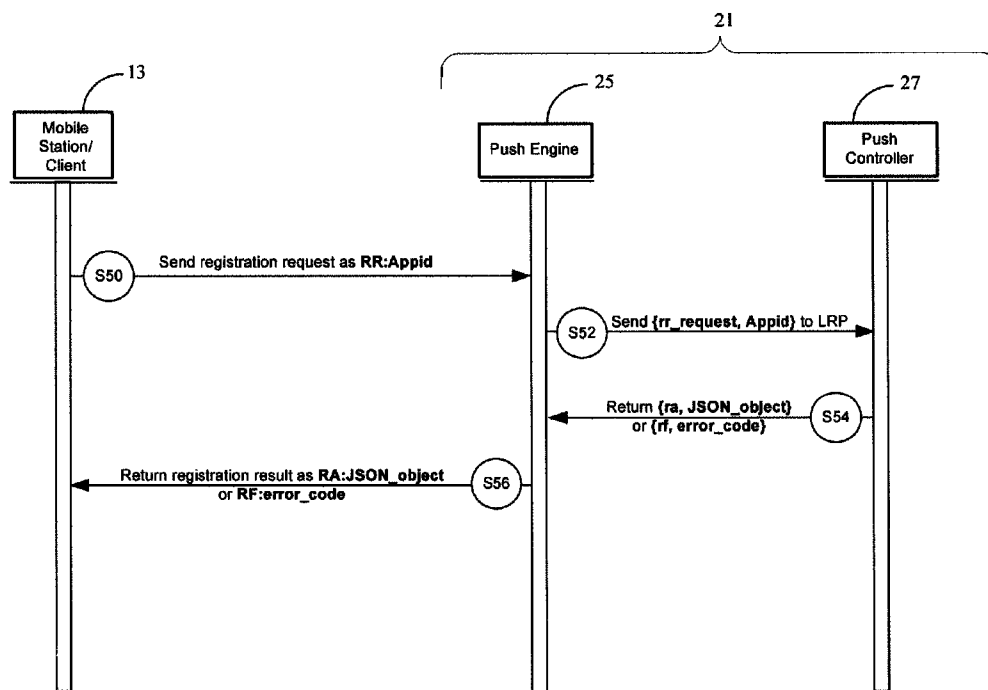 21
13
25
27
Mobile
Station/
Client
Push Engine
Push
Controller
S50
Send registration request as RR:Appid
S52
Send {rr_request, Appid} to LRP
Return {ra, JSON_object}
or {rf, error_code}
S54
Return registration result as RA:JSON_object
or RF:error_code
S56